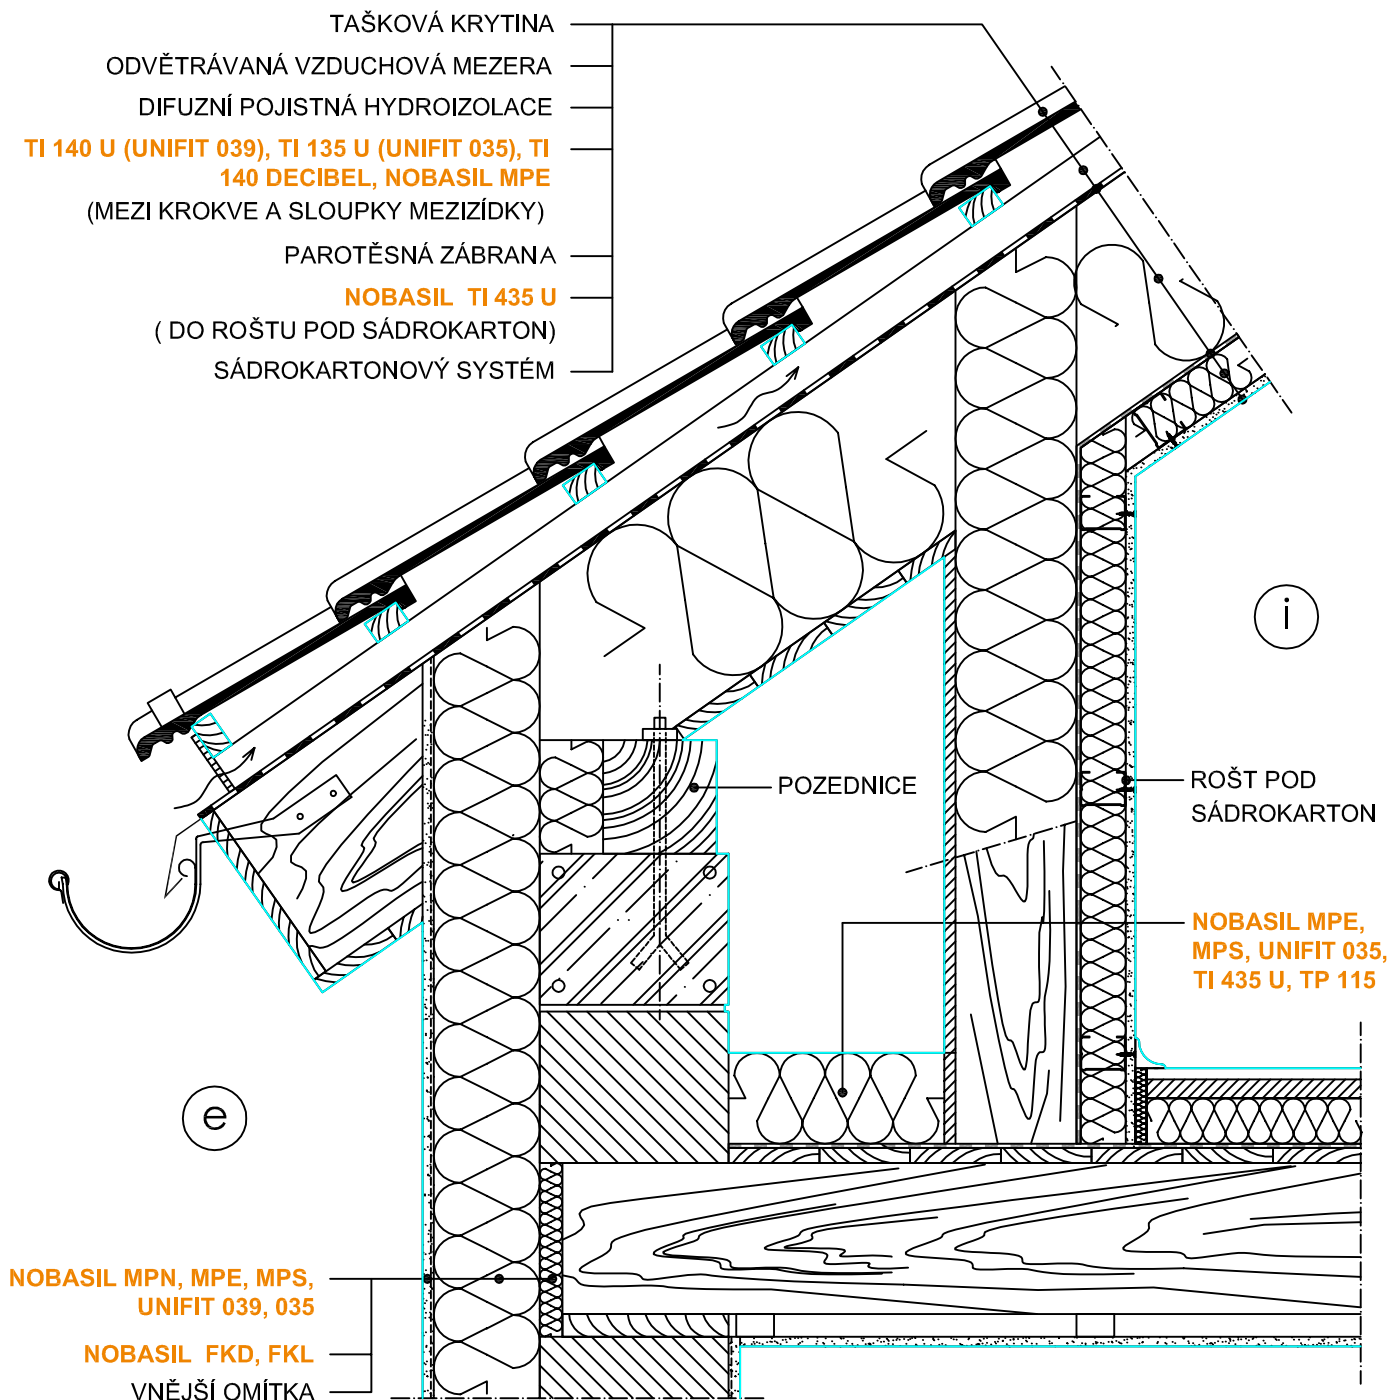 TAŠKOVÁ KRYTINA
ODVĚTRÁVANÁ VZDUCHOVÁ MEZERA
DIFUZNÍ POJISTNÁ HYDROIZOLACE
TI 140 U (UNIFIT 039), TI 135 U (UNIFIT 035), TI
140 DECIBEL, NOBASIL MPE
(MEZI KROKVE A SLOUPKY MEZIZÍDKY)
PAROTĚSNÁ ZÁBRANA
NOBASIL TI 435 U
( DO ROŠTU POD SÁDROKARTON)
SÁDROKARTONOVÝ SYSTÉM
i
POZEDNICE
ROŠT POD
SÁDROKARTON
NOBASIL MPE,
MPS, UNIFIT 035,
TI 435 U, TP 115
e
NOBASIL MPN, MPE, MPS,
UNIFIT 039, 035
NOBASIL FKD, FKL
VNĚJŠÍ OMÍTKA